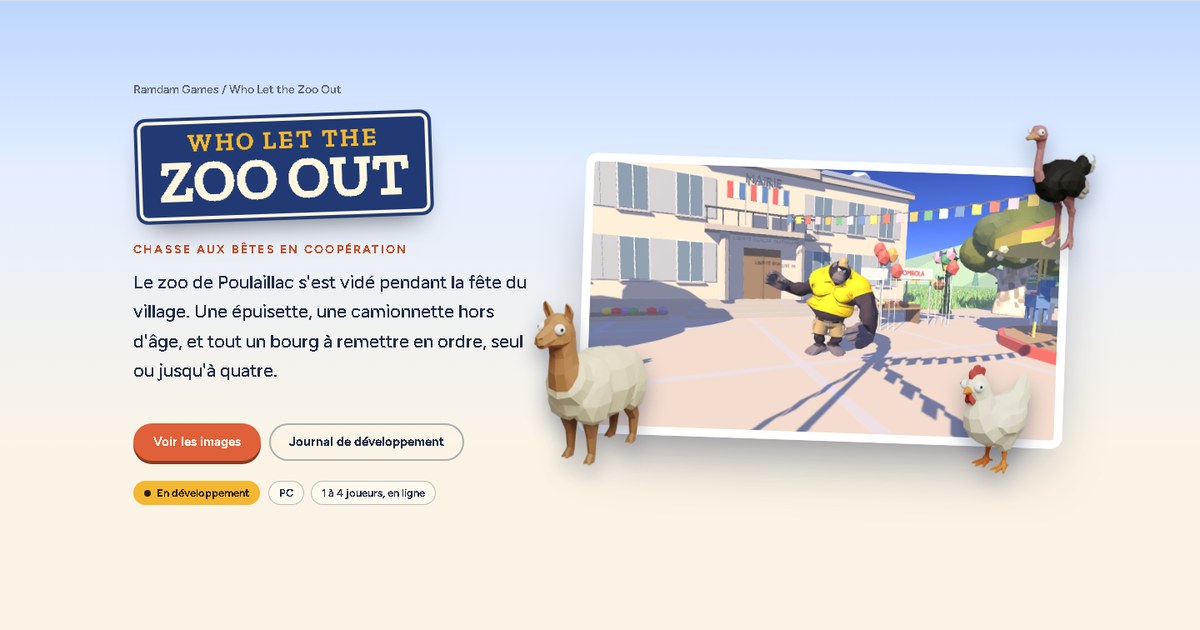 Ramdam Games / Who Let the Zoo Out
WHO LET THE
ZOO OUT
CHASSE AUX BÊTES EN COOPÉRATION
Le zoo de Poulaillac s'est vidé pendant la fête du
village. Une épuisette, une camionnette hors
d'âge, et tout un bourg à remettre en ordre, seul
ou jusqu'à quatre.
Voir les images
Journal de développement
En développement
PC
1 à 4 joueurs, en ligne
MAIRIE